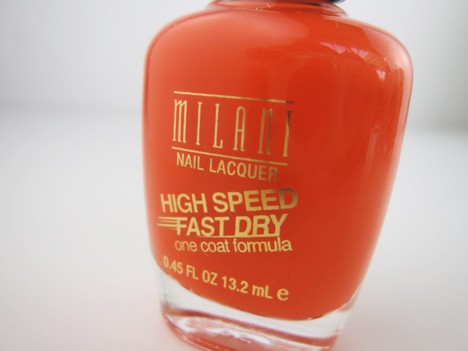 MILANI
NAIL LACQUER
HIGH SPEED
FAST DRY
one coat formula
0.45 FL OZ 13.2 mL e